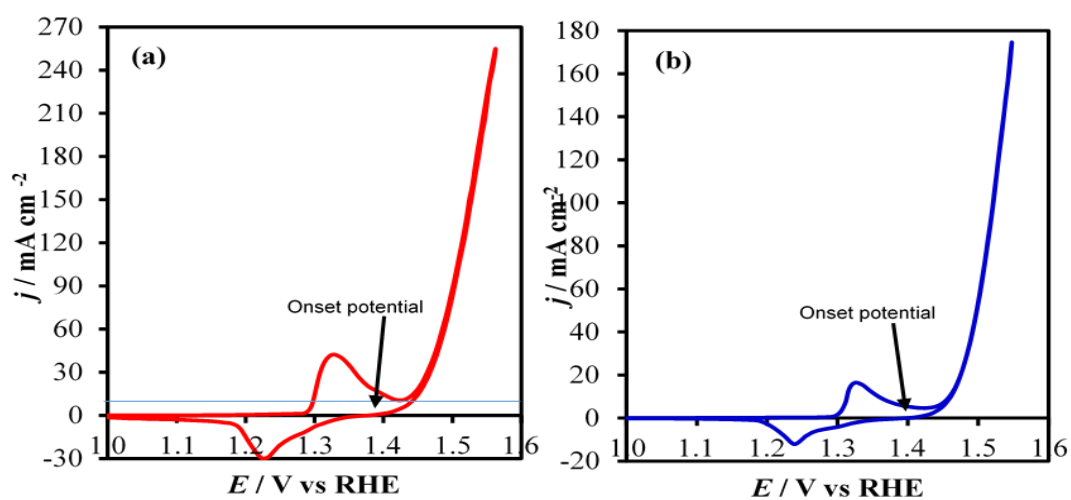 (a)
270
240
210
180
150
120
90
60
30
0
-30
j / mA cm -2
Onset potential
1.0 1.1 1.2 1.3 1.4 1.5 1.6
E / V vs RHE
(b)
180
160
140
120
100
80
60
40
20
0
-20
j / mA cm-2
Onset potential
1.0 1.1 1.2 1.3 1.4 1.5 1.6
E / V vs RHE